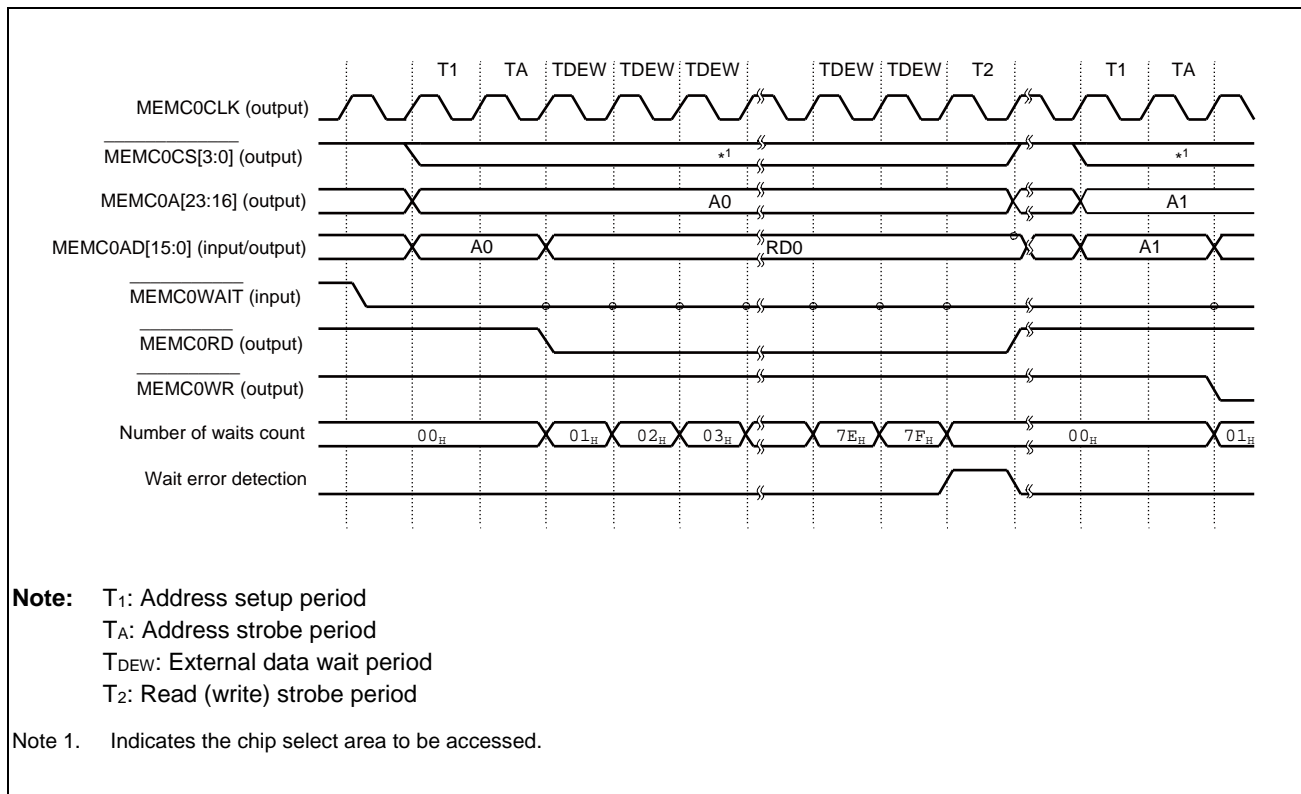 T1 TA TDEW TDEW TDEW TDEW TDEW T2 T1 TA
MEMC0CLK (output)
MEMC0CS[3:0] (output) *1 *1
MEMC0A[23:16] (output) A0 A1
MEMC0AD[15:0] (input/output) A0 RD0 A1
MEMC0WAIT (input)
MEMC0RD (output)
MEMC0WR (output)
Number of waits count 00H 01H 02H 03H 7EH 7FH 00H 01H
Wait error detection
Note: T1: Address setup period
TA: Address strobe period
TDEW: External data wait period
T2: Read (write) strobe period
Note 1. Indicates the chip select area to be accessed.